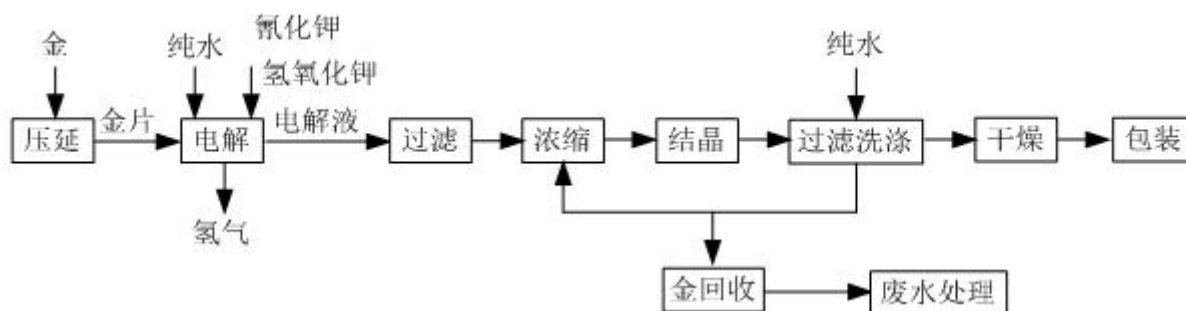 金
纯水
氰化钾
氢氧化钾
纯水
压延
金片
电解
电解液
过滤
浓缩
结晶
过滤洗涤
干燥
包装
氢气
金回收
废水处理